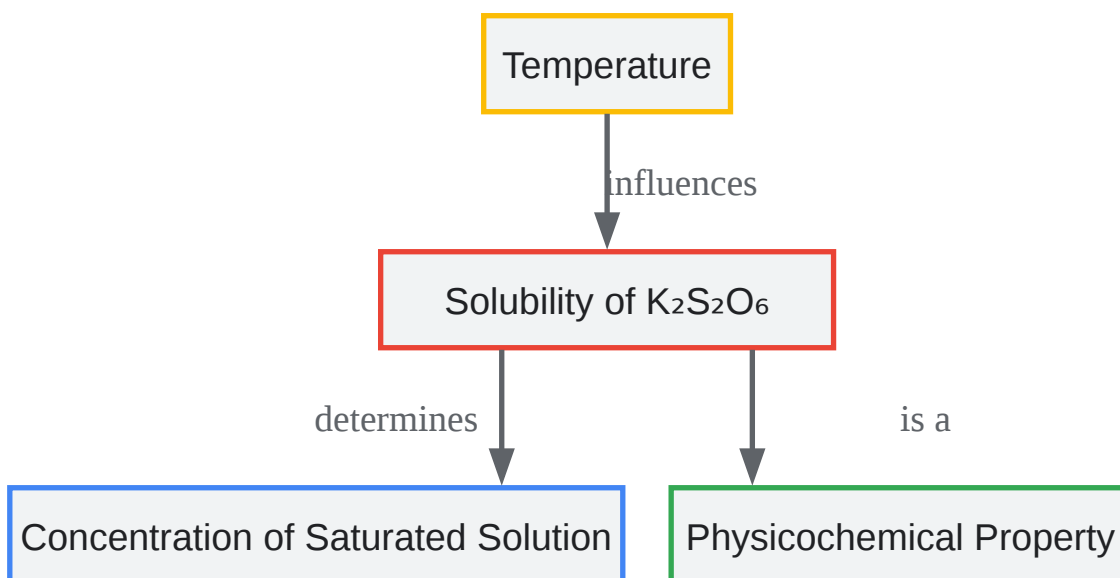 Temperature
influences
Solubility of K₂S₂O₆
determines
is a
Concentration of Saturated Solution
Physicochemical Property